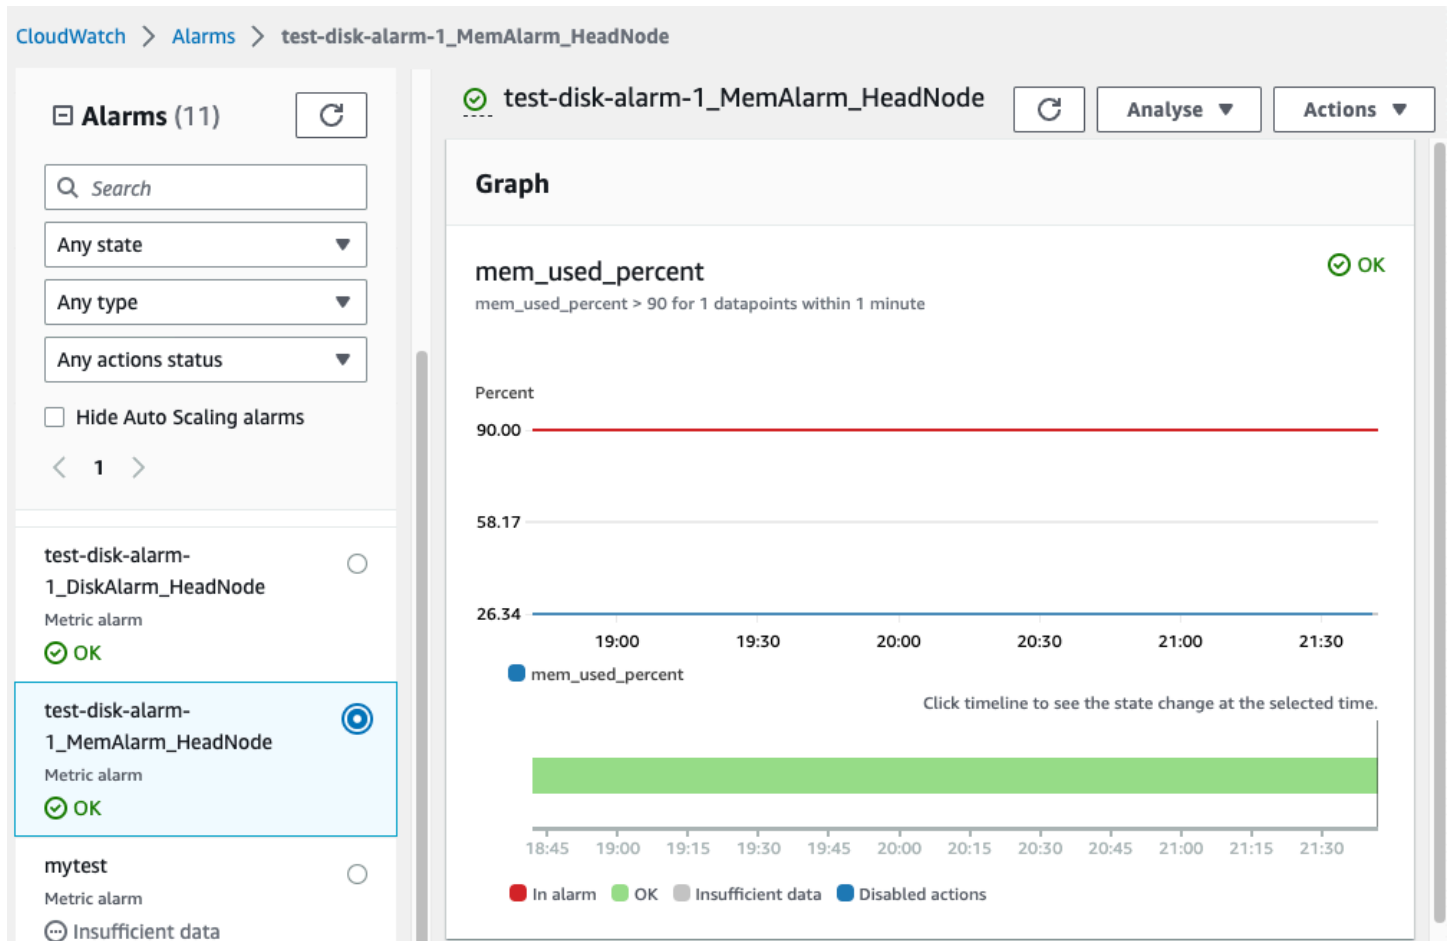 CloudWatch > Alarms > test-disk-alarm-1_MemAlarm_HeadNode
Alarms (11)
Search
Any state
Any type
Any actions status
Hide Auto Scaling alarms
< 1 >
test-disk-alarm-
1_DiskAlarm_HeadNode
Metric alarm
OK
test-disk-alarm-
1_MemAlarm_HeadNode
Metric alarm
OK
mytest
Metric alarm
Insufficient data
test-disk-alarm-1_MemAlarm_HeadNode
Analyse
Actions
Graph
mem_used_percent
OK
mem_used_percent > 90 for 1 datapoints within 1 minute
Percent
90.00
58.17
26.34
19:00 19:30 20:00 20:30 21:00 21:30
mem_used_percent
Click timeline to see the state change at the selected time.
18:45 19:00 19:15 19:30 19:45 20:00 20:15 20:30 20:45 21:00 21:15 21:30
In alarm OK Insufficient data Disabled actions